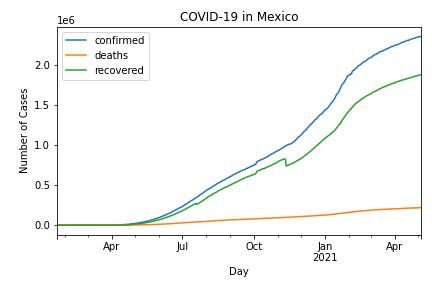 COVID-19 in Mexico
1e6
confirmed
deaths
recovered
2.0
1.5
1.0
0.5
0.0
Number of Cases
Apr
Jul
Oct
Jan
2021
Apr
Day